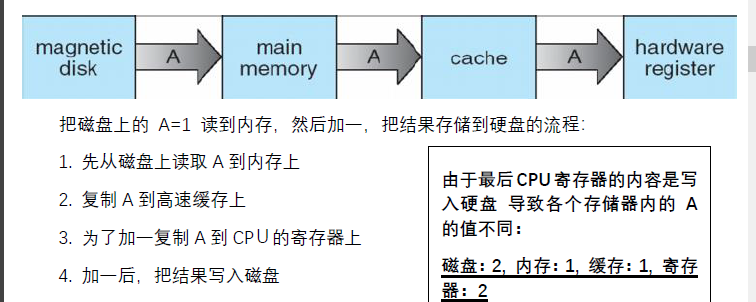 magnetic disk
A
main memory
A
cache
A
hardware register
把磁盘上的 A=1 读到内存，然后加一，把结果存储到硬盘的流程：
1. 先从磁盘上读取 A 到内存上
2. 复制 A 到高速缓存上
3. 为了加一复制 A 到 CPU 的寄存器上
4. 加一后，把结果写入磁盘
由于最后 CPU 寄存器的内容是写
入硬盘 导致各个存储器内的 A
的值不同：
磁盘：2, 内存：1, 缓存：1, 寄存
器：2